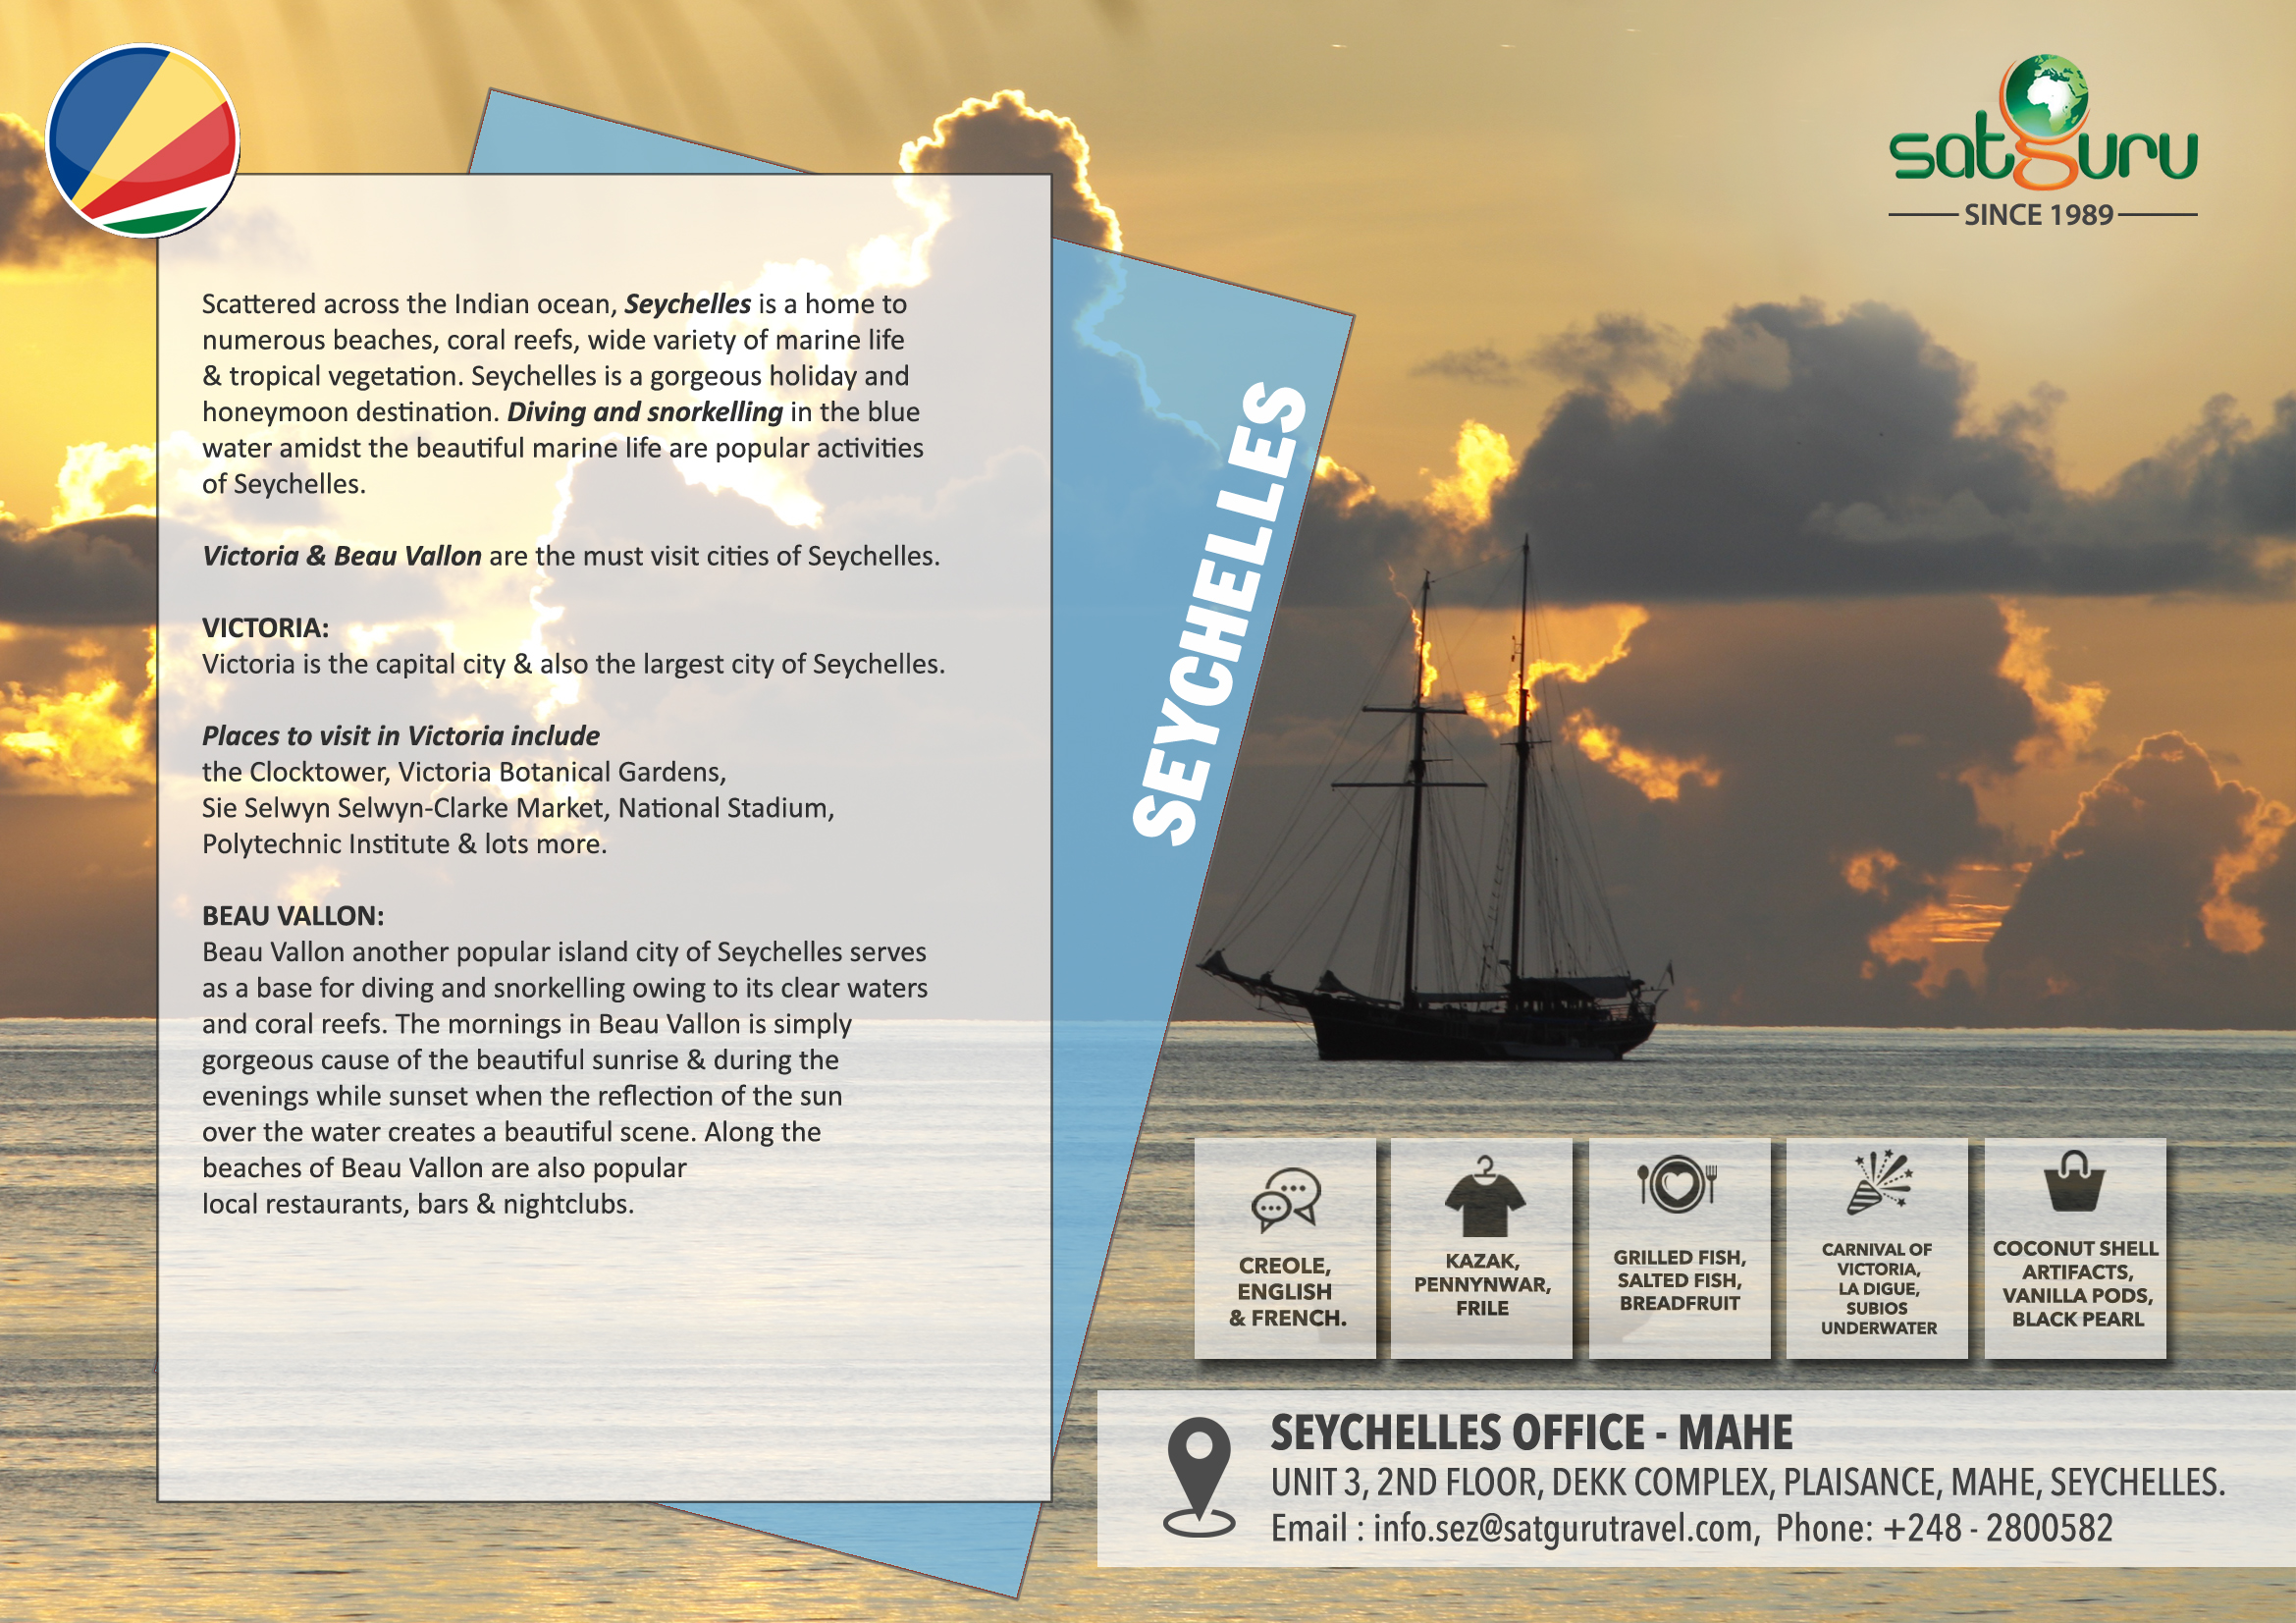 satguru
SINCE 1989
Scattered across the Indian ocean, Seychelles is a home to
numerous beaches, coral reefs, wide variety of marine life
& tropical vegetation. Seychelles is a gorgeous holiday and
honeymoon destination. Diving and snorkelling in the blue
water amidst the beautiful marine life are popular activities
of Seychelles.
Victoria & Beau Vallon are the must visit cities of Seychelles.
VICTORIA:
Victoria is the capital city & also the largest city of Seychelles.
Places to visit in Victoria include
the Clocktower, Victoria Botanical Gardens,
Sie Selwyn Selwyn-Clarke Market, National Stadium,
Polytechnic Institute & lots more.
BEAU VALLON:
Beau Vallon another popular island city of Seychelles serves
as a base for diving and snorkelling owing to its clear waters
and coral reefs. The mornings in Beau Vallon is simply
gorgeous cause of the beautiful sunrise & during the
evenings while sunset when the reflection of the sun
over the water creates a beautiful scene. Along the
beaches of Beau Vallon are also popular
local restaurants, bars & nightclubs.
SEYCHELLES
CREOLE,
ENGLISH
& FRENCH.
KAZAK,
PENNYNWAR,
FRILE
GRILLED FISH,
SALTED FISH,
BREADFRUIT
CARNIVAL OF
VICTORIA,
LA DIGUE,
SUBIOS
UNDERWATER
COCONUT SHELL
ARTIFACTS,
VANILLA PODS,
BLACK PEARL
SEYCHELLES OFFICE - MAHE
UNIT 3, 2ND FLOOR, DEKK COMPLEX, PLAISANCE, MAHE, SEYCHELLES.
Email : info.sez@satgurutravel.com, Phone: +248 - 2800582